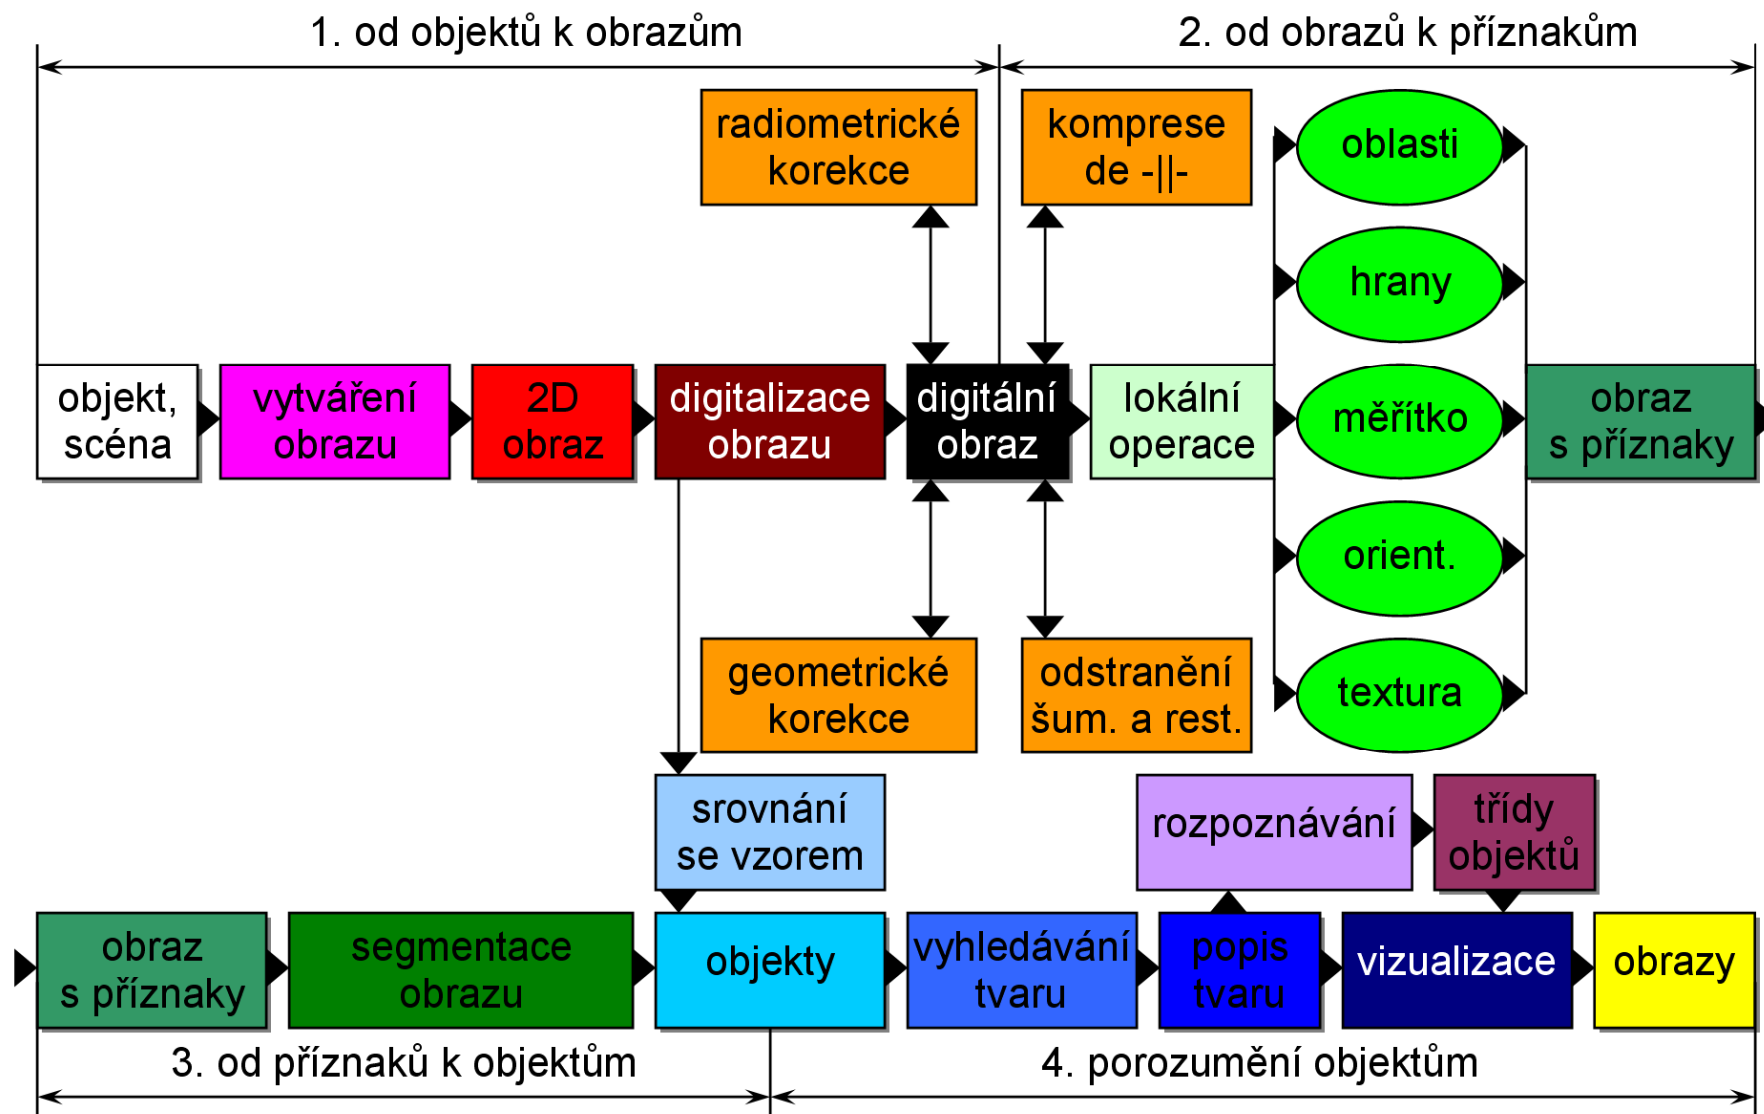 1. od objektů k obrazům
2. od obrazů k příznakům
radiometrické
korekce
komprese
de -||-
oblasti
hrany
objekt,
scéna
vytváření
obrazu
2D
obraz
digitalizace
obrazu
digitální
obraz
lokální
operace
měřítko
obraz
s příznaky
orient.
geometrické
korekce
odstranění
šum. a rest.
textura
srovnání
se vzorem
rozpoznávání
třídy
objektů
obraz
s příznaky
segmentace
obrazu
objekty
vyhledávání
tvaru
popis
tvaru
vizualizace
obrazy
3. od příznaků k objektům
4. porozumění objektům